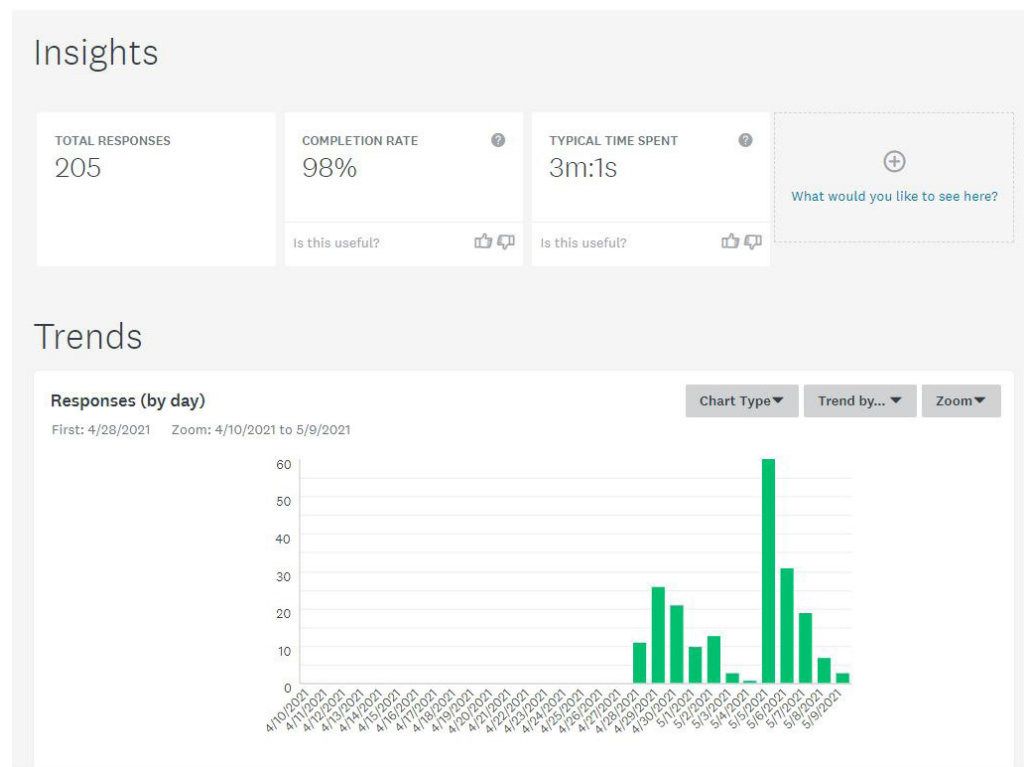 Insights
TOTAL RESPONSES
205
COMPLETION RATE
98%
Is this useful?
TYPICAL TIME SPENT
3m:1s
Is this useful?
What would you like to see here?
Trends
Responses (by day)
Chart Type
Trend by...
Zoom
First: 4/28/2021 Zoom: 4/10/2021 to 5/9/2021
60
50
40
30
20
10
0
4/10/2021
4/11/2021
4/12/2021
4/13/2021
4/14/2021
4/15/2021
4/16/2021
4/17/2021
4/18/2021
4/19/2021
4/20/2021
4/21/2021
4/22/2021
4/23/2021
4/24/2021
4/25/2021
4/26/2021
4/27/2021
4/28/2021
4/29/2021
4/30/2021
5/1/2021
5/2/2021
5/3/2021
5/4/2021
5/5/2021
5/6/2021
5/7/2021
5/8/2021
5/9/2021